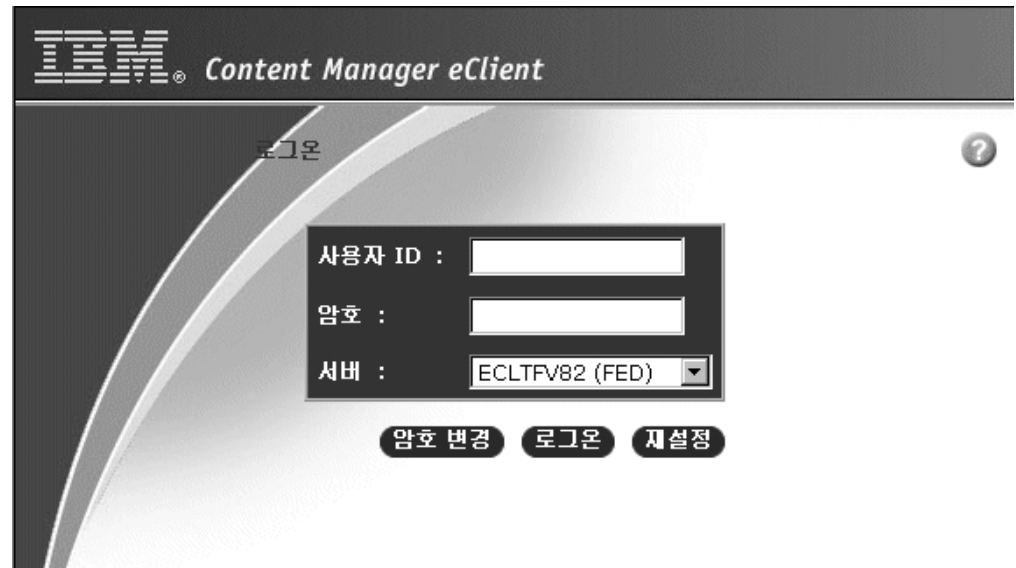 IBM® Content Manager eClient
로그온
?
사용자 ID :
암호 :
서버 : ECLTFV82 (FED)
암호 변경 로그온 재설정